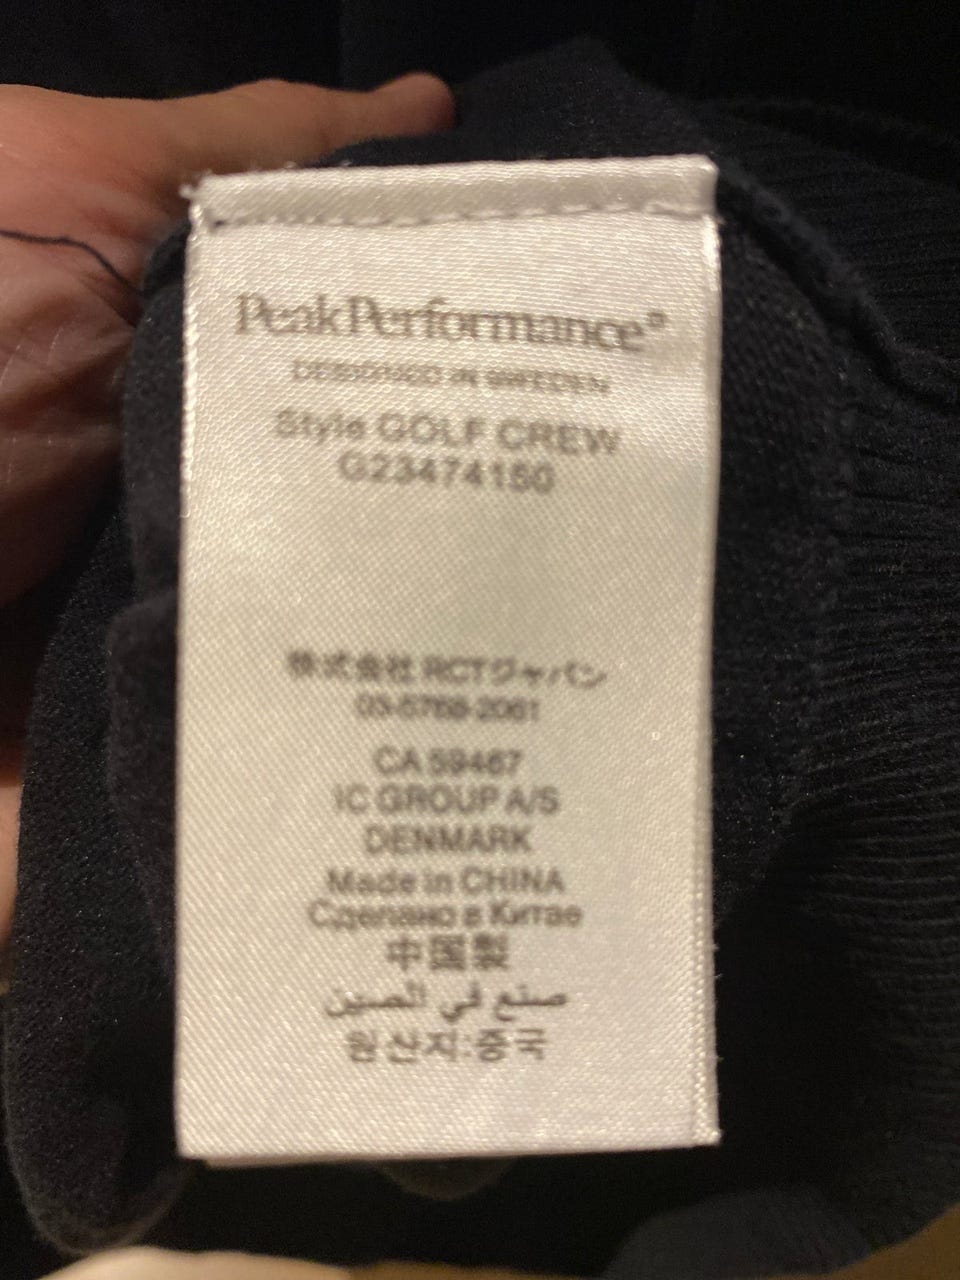 PeakPerformance®
DESIGNED IN SWEDEN
Style GOLF CREW
G23474150
株式会社 RCTジャパン
03-5768-2061
CA 59467
IC GROUP A/S
DENMARK
Made in CHINA
Сделано в Китае
中国製
صنع في الصين
원산지:중국